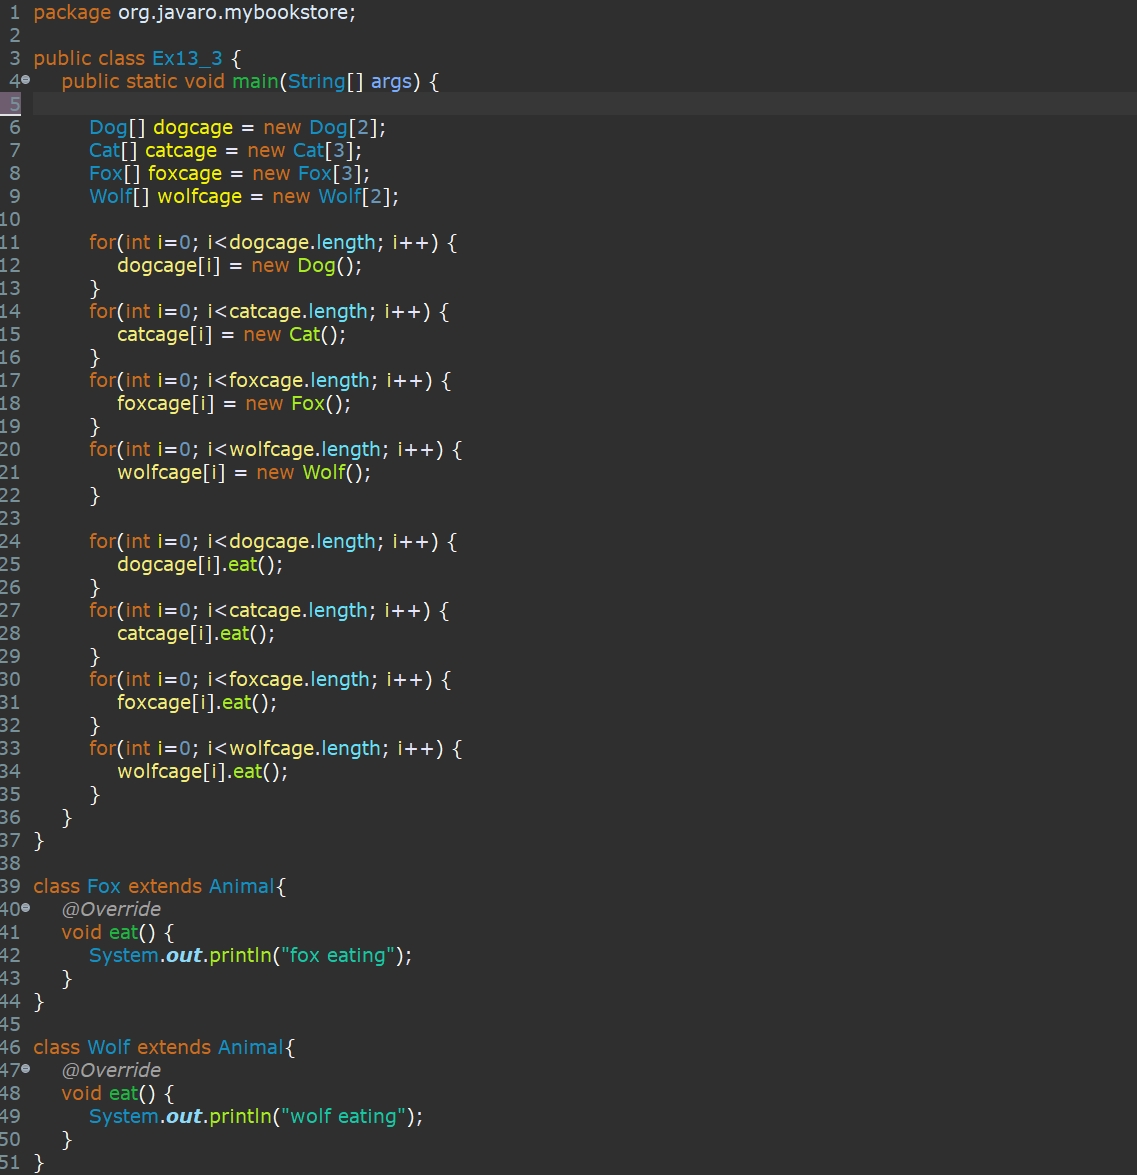 1 package org.javaro.mybookstore;
2
3 public class Ex13_3 {
4 public static void main(String[] args) {
5
6 Dog[] dogcage = new Dog[2];
7 Cat[] catcage = new Cat[3];
8 Fox[] foxcage = new Fox[3];
9 Wolf[] wolfcage = new Wolf[2];
10
11 for(int i=0; i<dogcage.length; i++) {
12 dogcage[i] = new Dog();
13 }
14 for(int i=0; i<catcage.length; i++) {
15 catcage[i] = new Cat();
16 }
17 for(int i=0; i<foxcage.length; i++) {
18 foxcage[i] = new Fox();
19 }
20 for(int i=0; i<wolfcage.length; i++) {
21 wolfcage[i] = new Wolf();
22 }
23
24 for(int i=0; i<dogcage.length; i++) {
25 dogcage[i].eat();
26 }
27 for(int i=0; i<catcage.length; i++) {
28 catcage[i].eat();
29 }
30 for(int i=0; i<foxcage.length; i++) {
31 foxcage[i].eat();
32 }
33 for(int i=0; i<wolfcage.length; i++) {
34 wolfcage[i].eat();
35 }
36 }
37 }
38
39 class Fox extends Animal{
40 @Override
41 void eat() {
42 System.out.println("fox eating");
43 }
44 }
45
46 class Wolf extends Animal{
47 @Override
48 void eat() {
49 System.out.println("wolf eating");
50 }
51 }